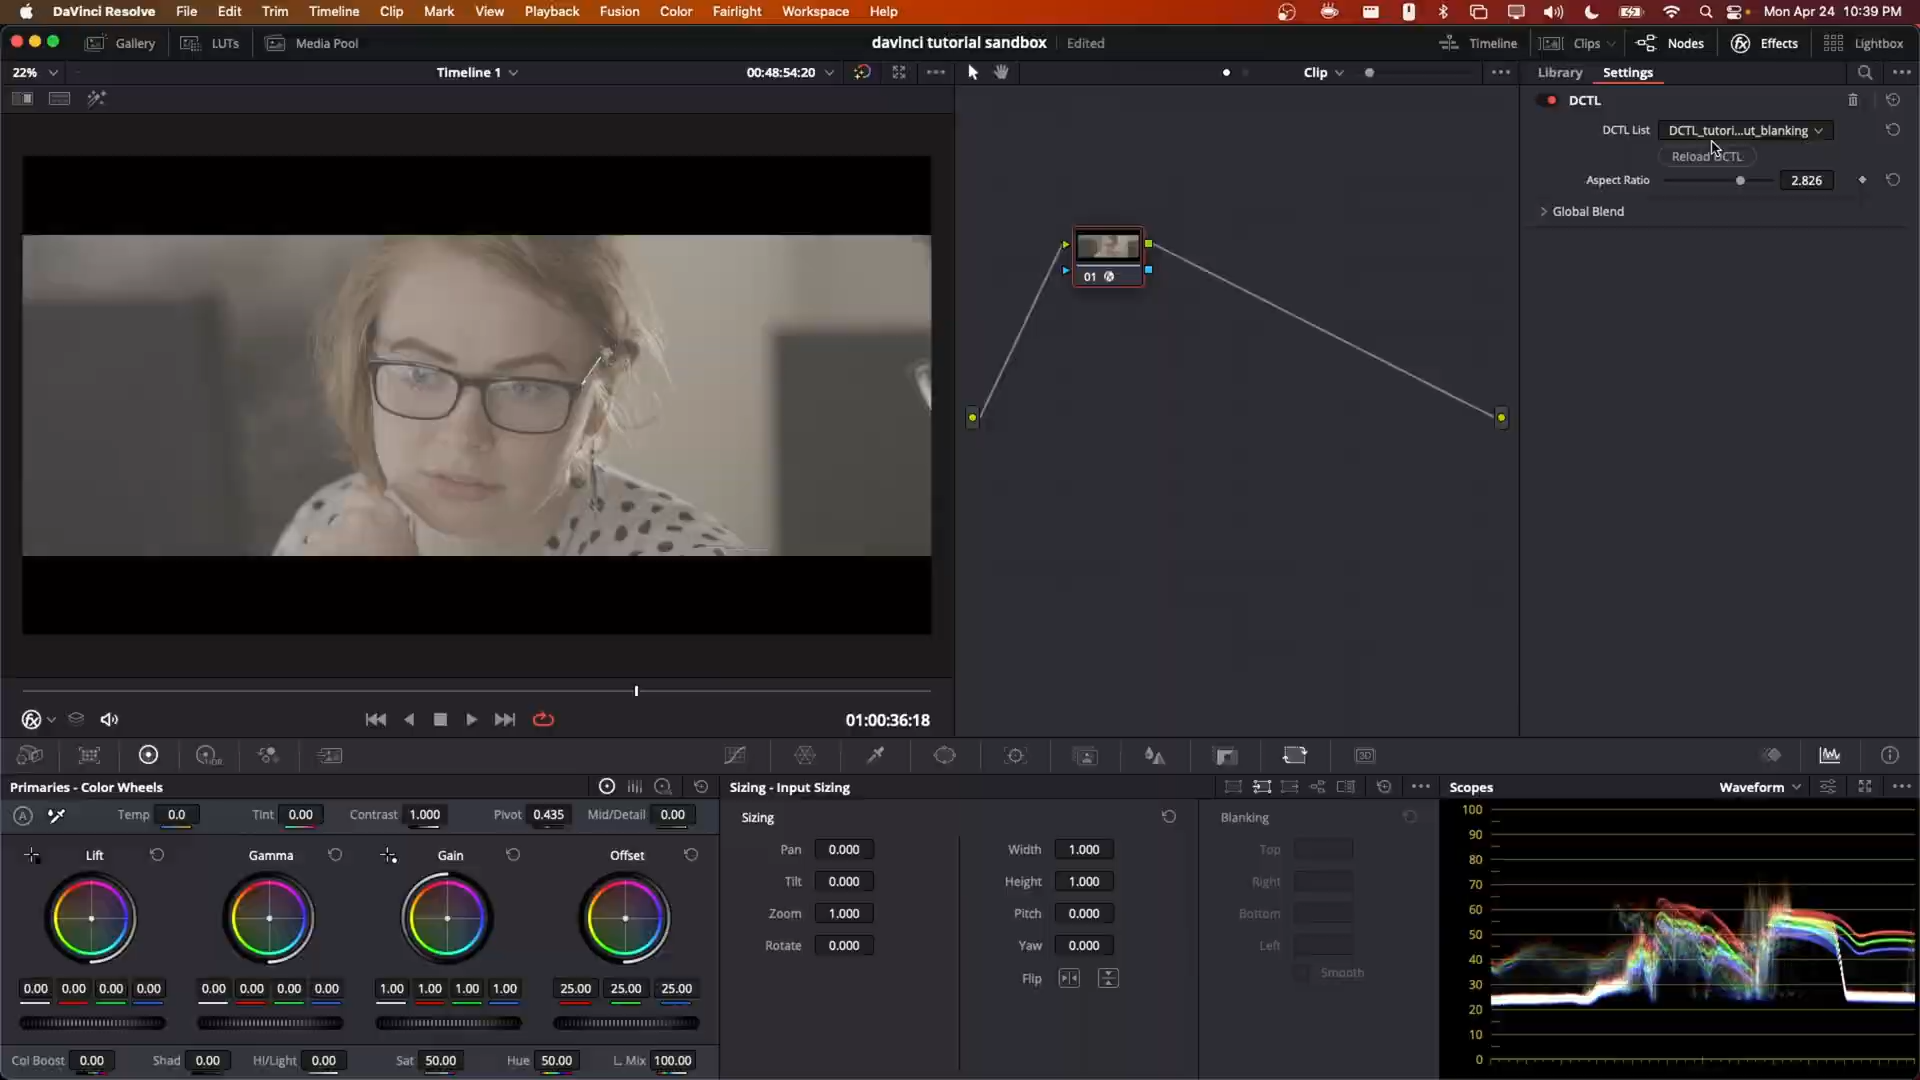 DaVinci Resolve File Edit Trim Timeline Clip Mark View Playback Fusion Color Fairlight Workspace Help Mon Apr 24 10:39 PM
Gallery LUTs Media Pool davinci tutorial sandbox Edited Timeline Clips Nodes Effects Lightbox
22% Timeline 1 00:48:54:20 Clip Library Settings
DCTL
DCTL List DCTL_tutori...ut_blanking
Reload DCTL
Aspect Ratio 2.826
Global Blend
01
01:00:36:18
HDR
3D
Primaries - Color Wheels Sizing - Input Sizing Scopes Waveform
A Temp 0.0 Tint 0.00 Contrast 1.000 Pivot 0.435 Mid/Detail 0.00
Sizing Blanking
Lift Gamma Gain Offset
Pan 0.000 Width 1.000 Top
Tilt 0.000 Height 1.000 Right
Zoom 1.000 Pitch 0.000 Bottom
Rotate 0.000 Yaw 0.000 Left
Flip Smooth
0.00 0.00 0.00 0.00 0.00 0.00 0.00 0.00 1.00 1.00 1.00 1.00 25.00 25.00 25.00
Col Boost 0.00 Shad 0.00 Hi/Light 0.00 Sat 50.00 Hue 50.00 L. Mix 100.00
100
90
80
70
60
50
40
30
20
10
0